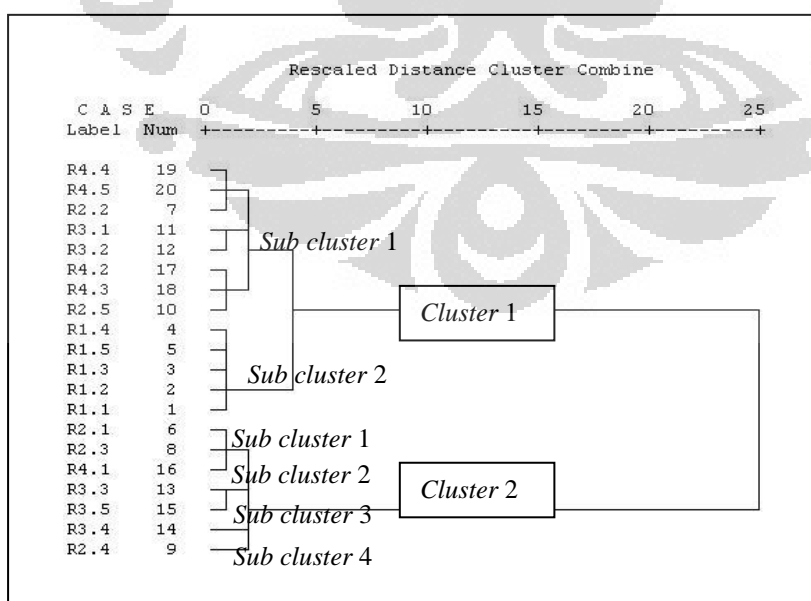 Rescaled Distance Cluster Combine
C A S E 0 5 10 15 20 25
Label Num +---------+---------+---------+---------+---------+
R4.4 19
R4.5 20
R2.2 7
R3.1 11
R3.2 12
Sub cluster 1
R4.2 17
R4.3 18
R2.5 10
Cluster 1
R1.4 4
R1.5 5
R1.3 3
Sub cluster 2
R1.2 2
R1.1 1
R2.1 6
Sub cluster 1
R2.3 8
R4.1 16
Sub cluster 2
R3.3 13
Cluster 2
R3.5 15
Sub cluster 3
R3.4 14
R2.4 9
Sub cluster 4